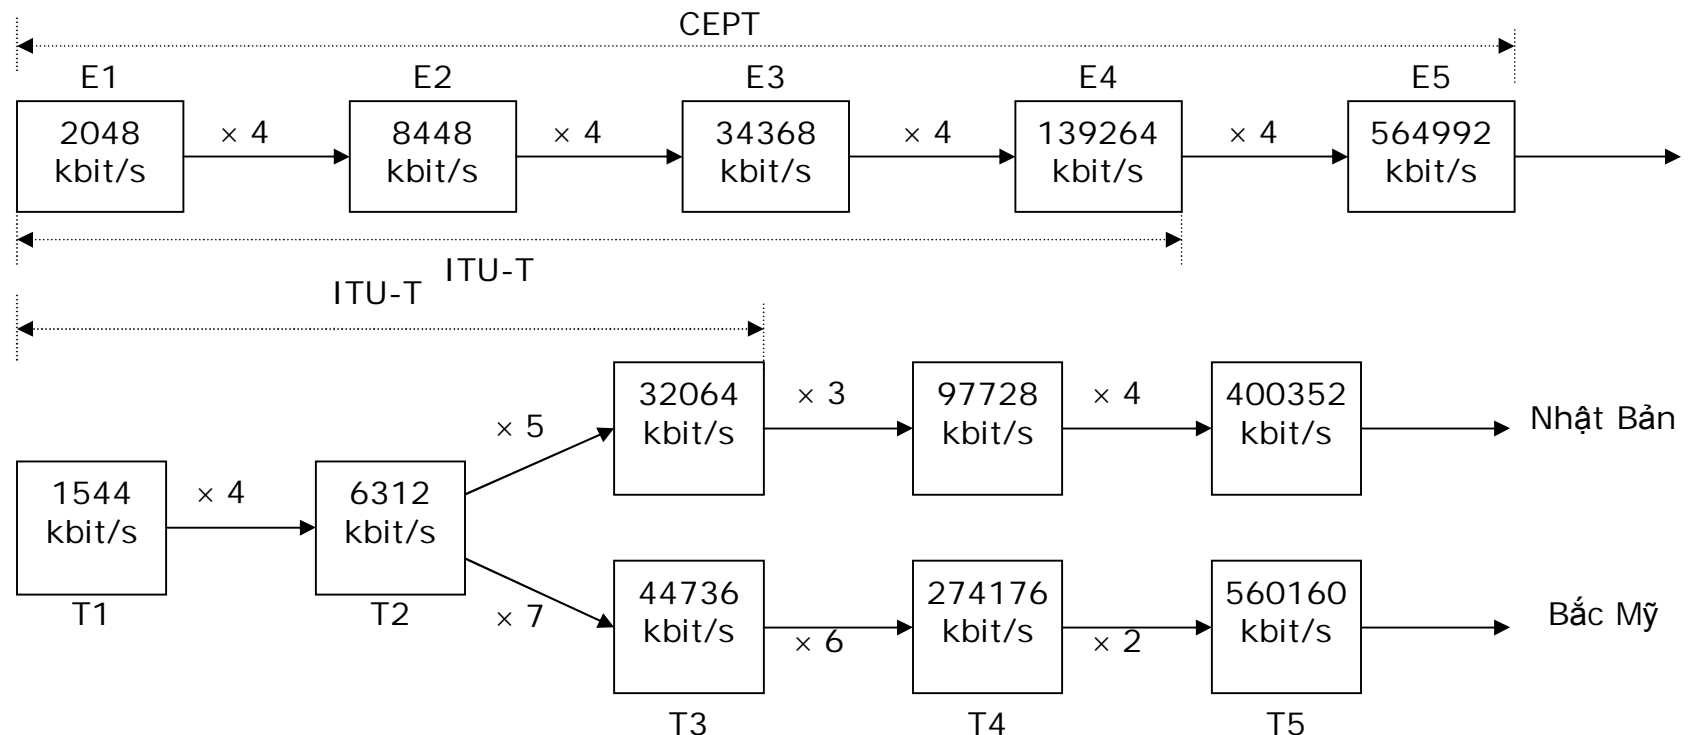 CEPT
E1 E2 E3 E4 E5
2048 kbit/s
× 4
8448 kbit/s
× 4
34368 kbit/s
× 4
139264 kbit/s
× 4
564992 kbit/s
ITU-T
ITU-T
32064 kbit/s
× 3
97728 kbit/s
× 4
400352 kbit/s
Nhật Bản
× 5
1544 kbit/s
× 4
6312 kbit/s
T1
T2
× 7
44736 kbit/s
× 6
274176 kbit/s
× 2
560160 kbit/s
Bắc Mỹ
T3 T4 T5